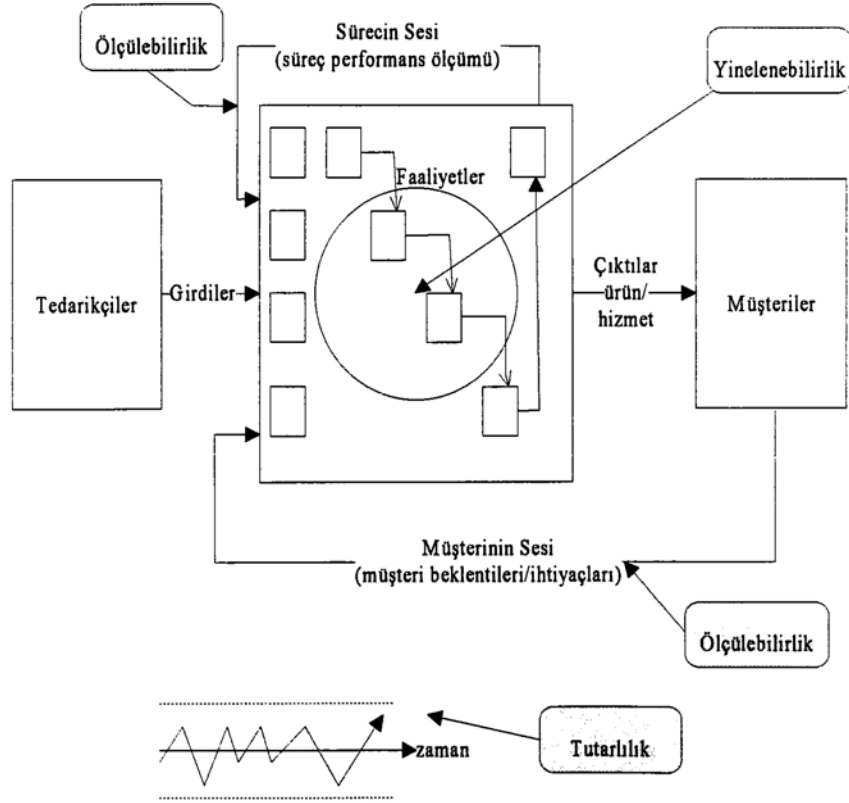 Sürecin Sesi
(süreç performans ölçümü)
Ölçülebilirlik
Yinelenebilirlik
Faaliyetler
Tedarikçiler
Girdiler
Çıktılar
ürün/
hizmet
Müşteriler
Müşterinin Sesi
(müşteri beklentileri/ihtiyaçları)
Ölçülebilirlik
zaman
Tutarlılık